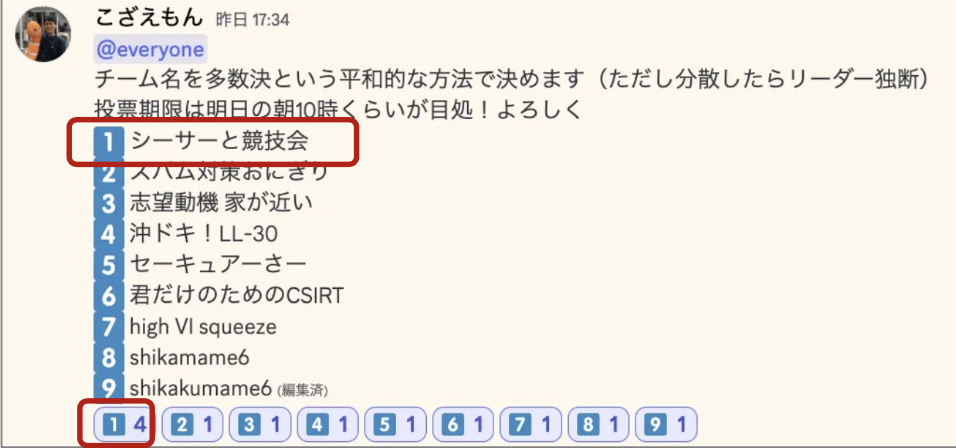 こざえもん 昨日 17:34
@everyone
チーム名を多数決という平和的な方法で決めます（ただし分散したらリーダー独断）
投票期限は明日の朝10時くらいが目処！よろしく
1 シーサーと競技会
2 スパム対策おにぎり
3 志望動機 家が近い
4 沖ドキ！LL-30
5 セーキュアーさー
6 君だけのためのCSIRT
7 high VI squeeze
8 shikamame6
9 shikakumame6 (編集済)
1 4 2 1 3 1 4 1 5 1 6 1 7 1 8 1 9 1